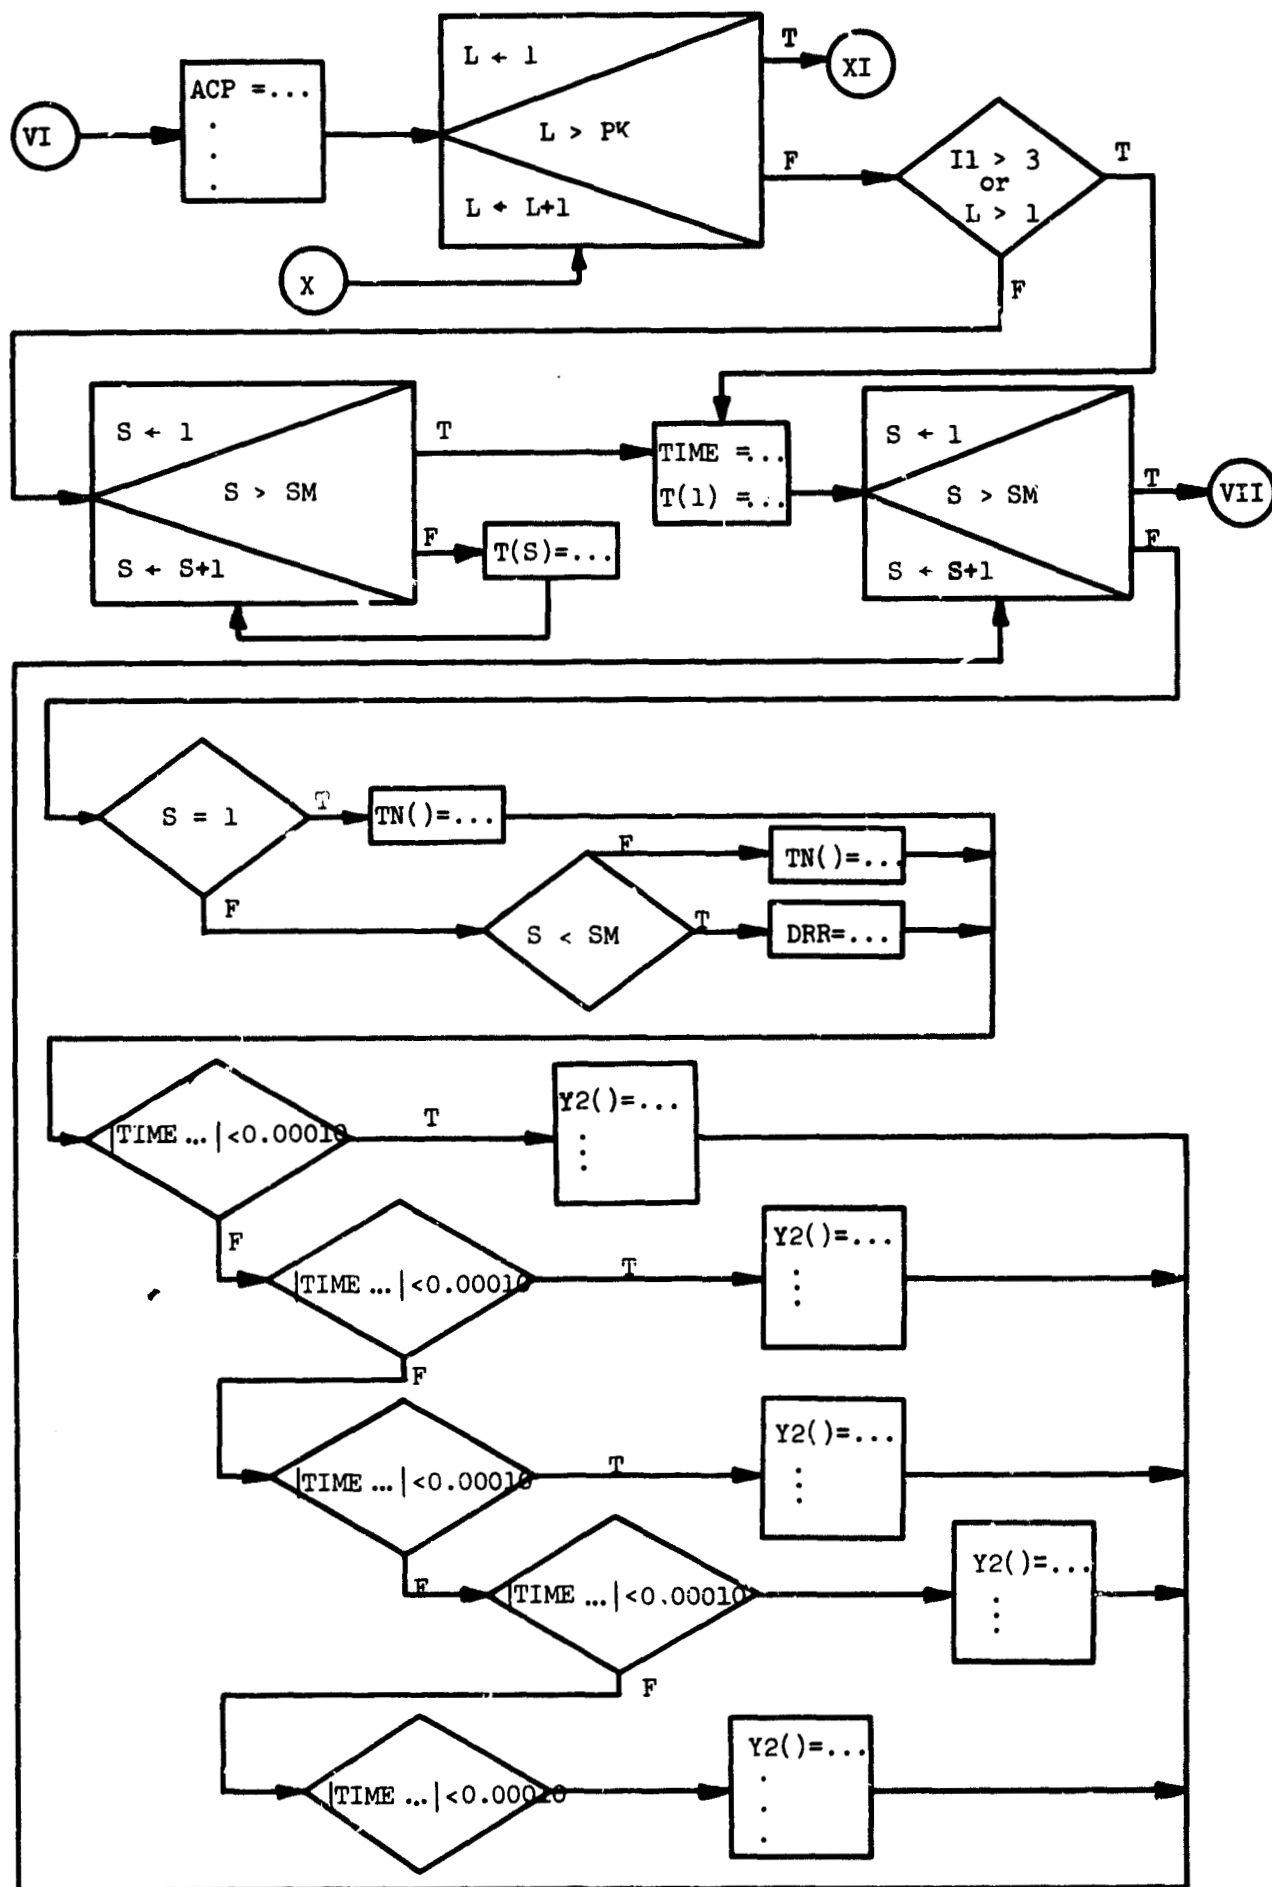 L ← 1
T
XI
ACP =...
.
.
.
VI
L > PK
F
I1 > 3
or
L > 1
T
L ← L+1
X
F
S ← 1
T
TIME =...
T(1) =...
S ← 1
S > SM
S > SM
T
VII
F
T(S)=...
F
S ← S+1
S ← S+1
S = 1
T
TN()=...
F
TN()=...
F
S < SM
T
DRR=...
|TIME ...|<0.00010
T
Y2()=...
.
.
.
F
|TIME ...|<0.00010
T
Y2()=...
.
.
.
F
|TIME ...|<0.00010
T
Y2()=...
.
.
.
F
|TIME ...|<0.00010
Y2()=...
.
.
.
F
|TIME ...|<0.00010
Y2()=...
.
.
.